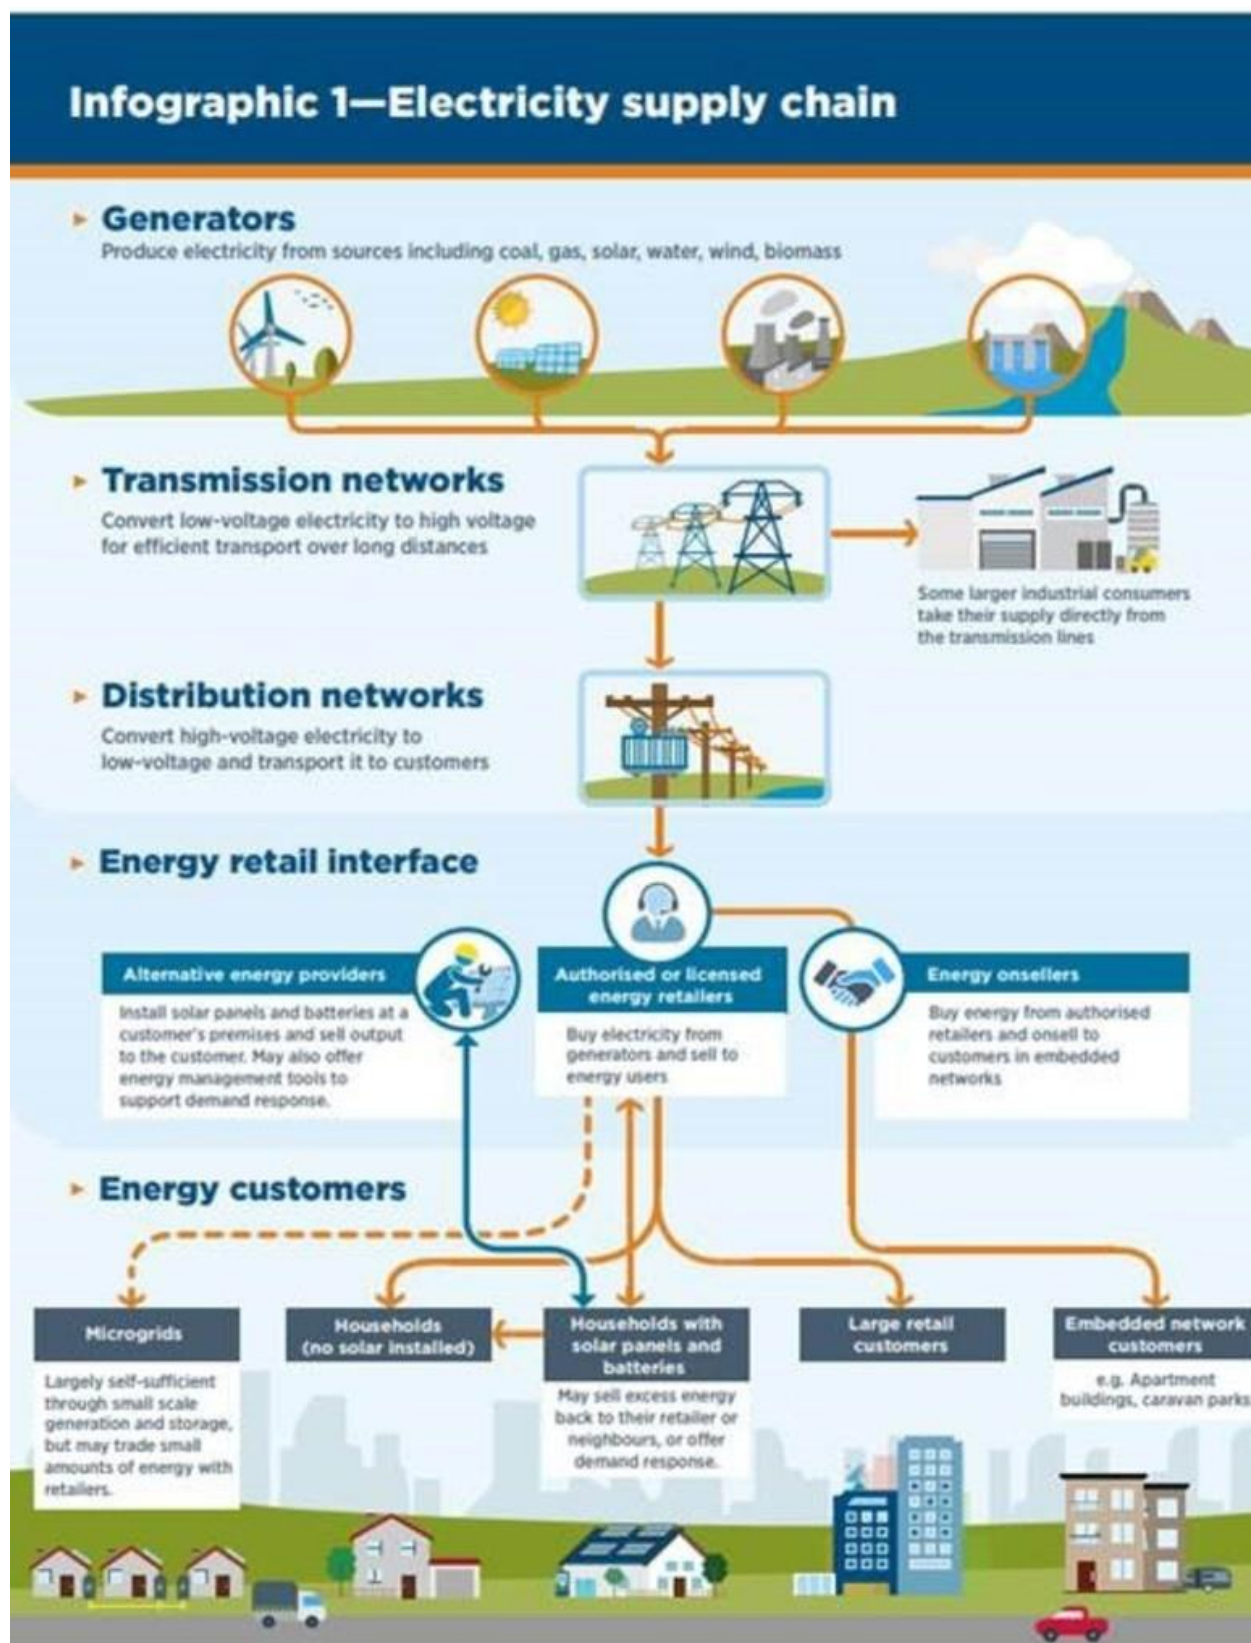 Infographic 1—Electricity supply chain
Generators
Produce electricity from sources including coal, gas, solar, water, wind, biomass
Transmission networks
Convert low-voltage electricity to high voltage
for efficient transport over long distances
Some larger industrial consumers
take their supply directly from
the transmission lines
Distribution networks
Convert high-voltage electricity to
low-voltage and transport it to customers
Energy retail interface
Alternative energy providers
Install solar panels and batteries at a
customer's premises and sell output
to the customer. May also offer
energy management tools to
support demand response.
Authorised or licensed
energy retailers
Buy electricity from
generators and sell to
energy users
Energy onsellers
Buy energy from authorised
retailers and onsell to
customers in embedded
networks
Energy customers
Microgrids
Largely self-sufficient
through small scale
generation and storage,
but may trade small
amounts of energy with
retailers.
Households
(no solar installed)
Households with
solar panels and
batteries
May sell excess energy
back to their retailer or
neighbours, or offer
demand response.
Large retail
customers
Embedded network
customers
e.g. Apartment
buildings, caravan parks